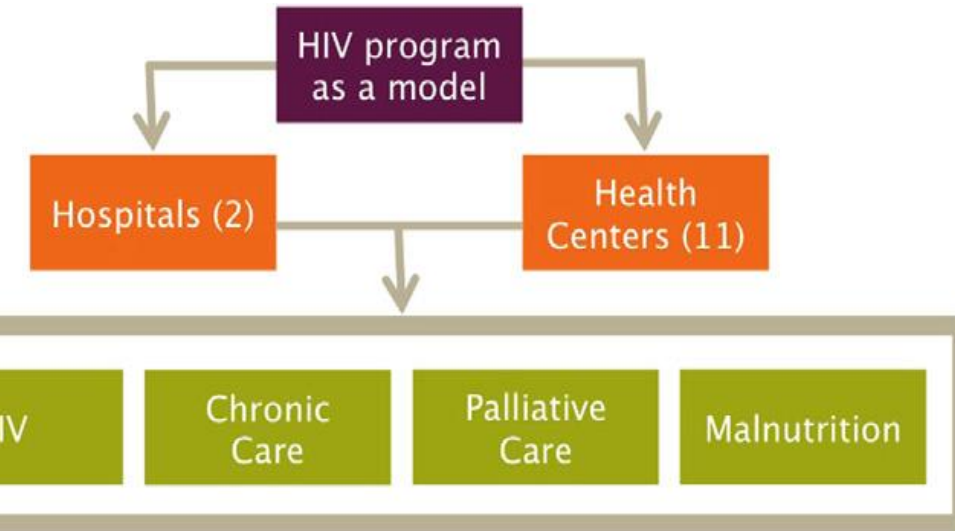 HIV program
as a model
Hospitals (2)
Health
Centers (11)
Chronic
Care
Palliative
Care
Malnutrition